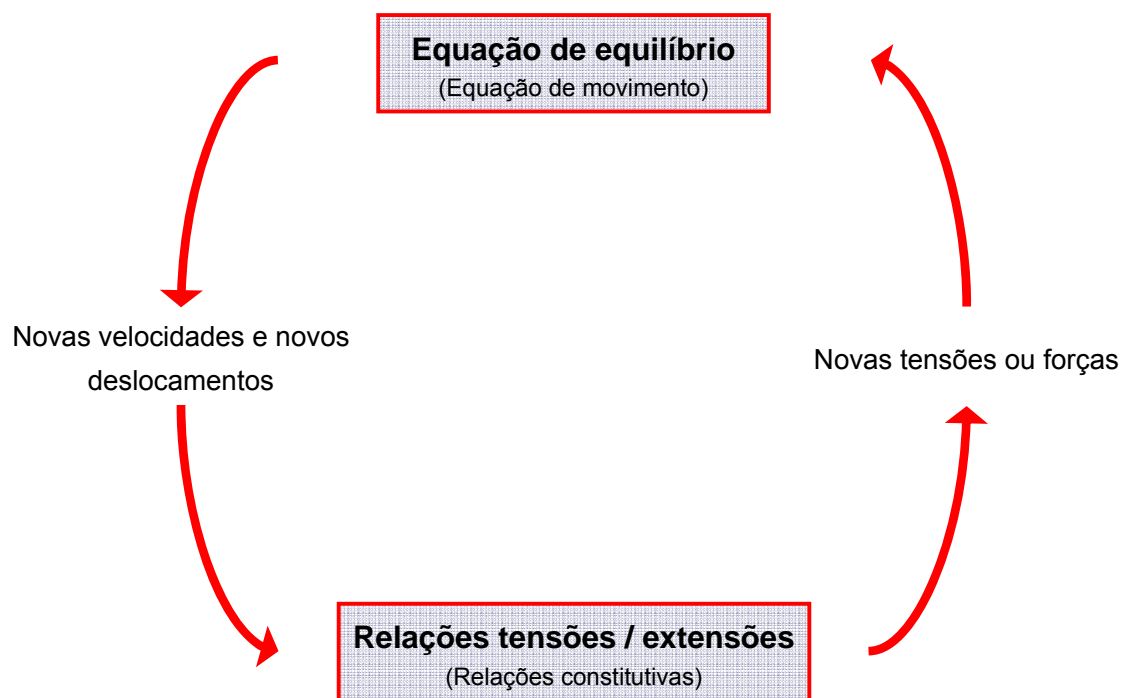 Equação de equilíbrio
(Equação de movimento)
Novas velocidades e novos
deslocamentos
Novas tensões ou forças
Relações tensões / extensões
(Relações constitutivas)